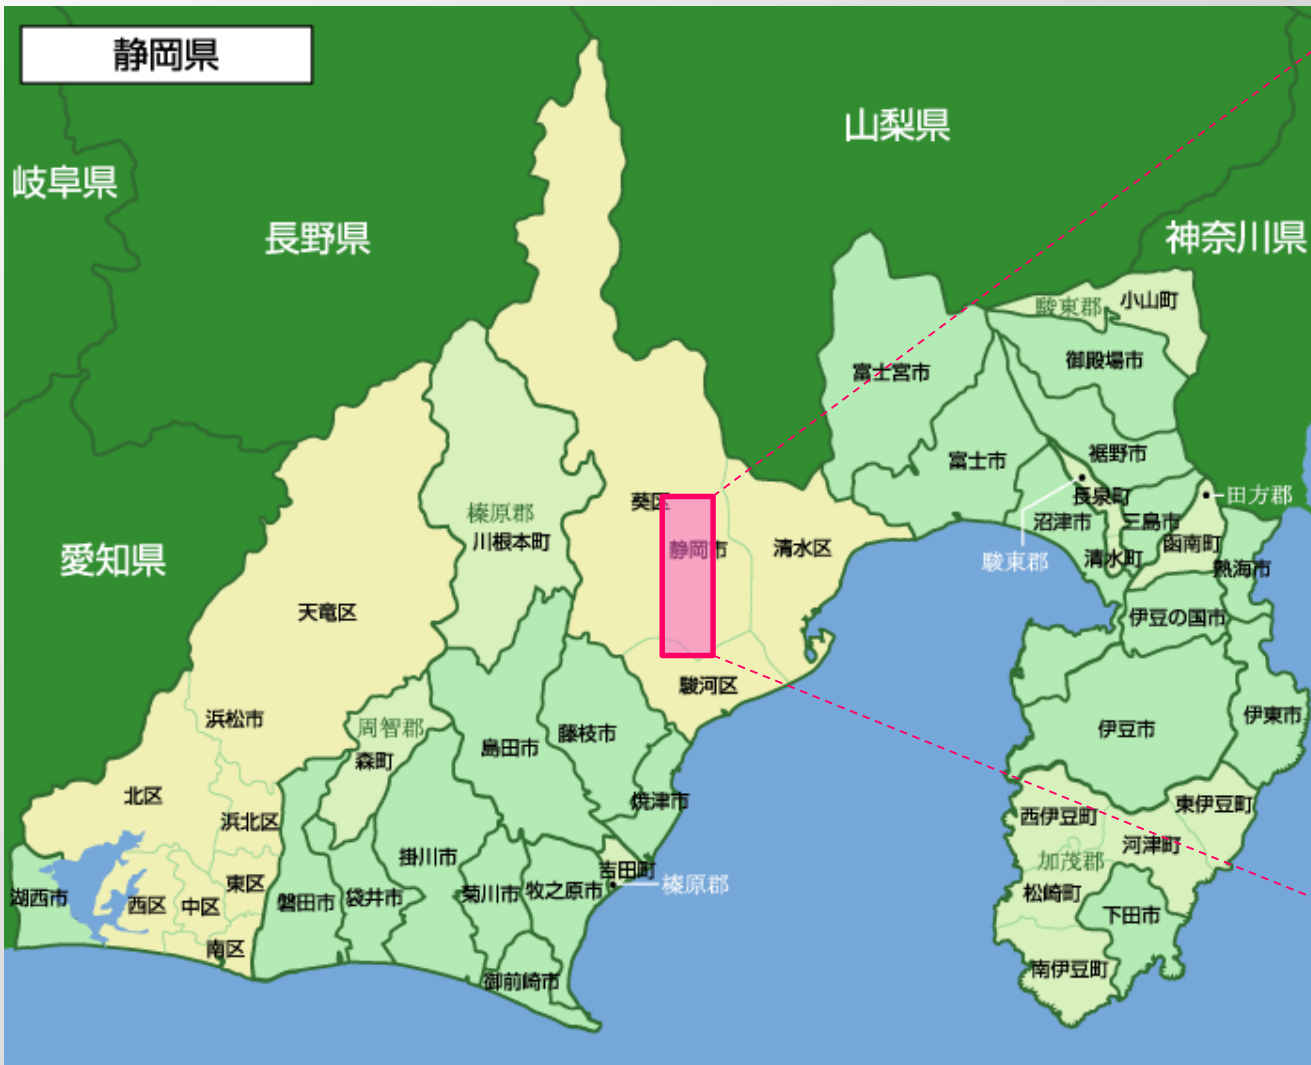 静岡県
山梨県
岐阜県
長野県
神奈川県
駿東郡
小山町
御殿場市
富士宮市
裾野市
富士市
長泉町
田方郡
葵区
榛原郡
川根本町
静岡市
清水区
沼津市
三島市
函南町
清水町
駿東郡
熱海市
愛知県
天竜区
伊豆の国市
駿河区
浜松市
周智郡
森町
島田市
藤枝市
伊豆市
伊東市
北区
浜北区
焼津市
西伊豆町
東伊豆町
河津町
掛川市
加茂郡
吉田町
榛原郡
湖西市
西区
中区
東区
磐田市
袋井市
菊川市
牧之原市
松崎町
下田市
南区
御前崎市
南伊豆町